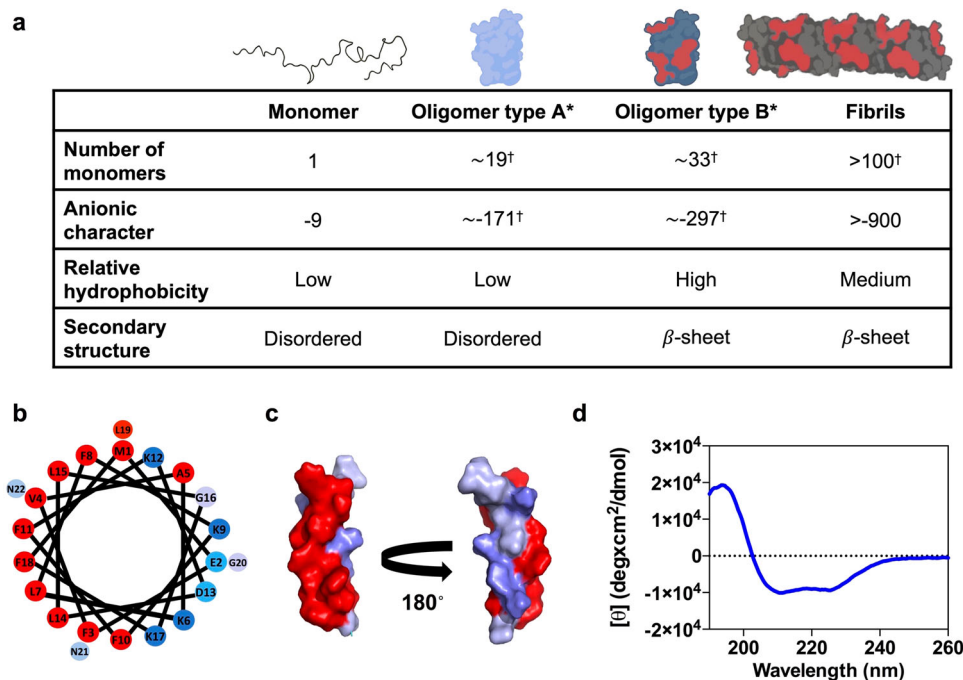 a
Monomer Oligomer type A* Oligomer type B* Fibrils
Number of monomers 1 ~19† ~33† >100†
Anionic character -9 ~-171† ~-297† >-900
Relative hydrophobicity Low Low High Medium
Secondary structure Disordered Disordered β-sheet β-sheet
b
L19
M1
F8
K12
L15
A5
N22
V4
G16
F11
K9
F18
E2
G20
L7
D13
L14
K6
F3
F10
K17
N21
c
180°
d
[θ] (degxcm²/dmol)
3×10⁴
2×10⁴
1×10⁴
0
-1×10⁴
-2×10⁴
200 220 240 260
Wavelength (nm)